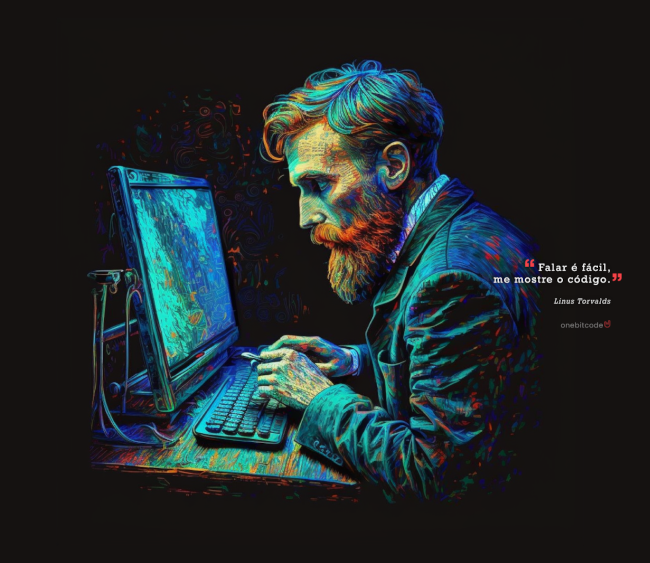 “ Falar é fácil,
me mostre o código. ”
Linus Torvalds
onebitcode